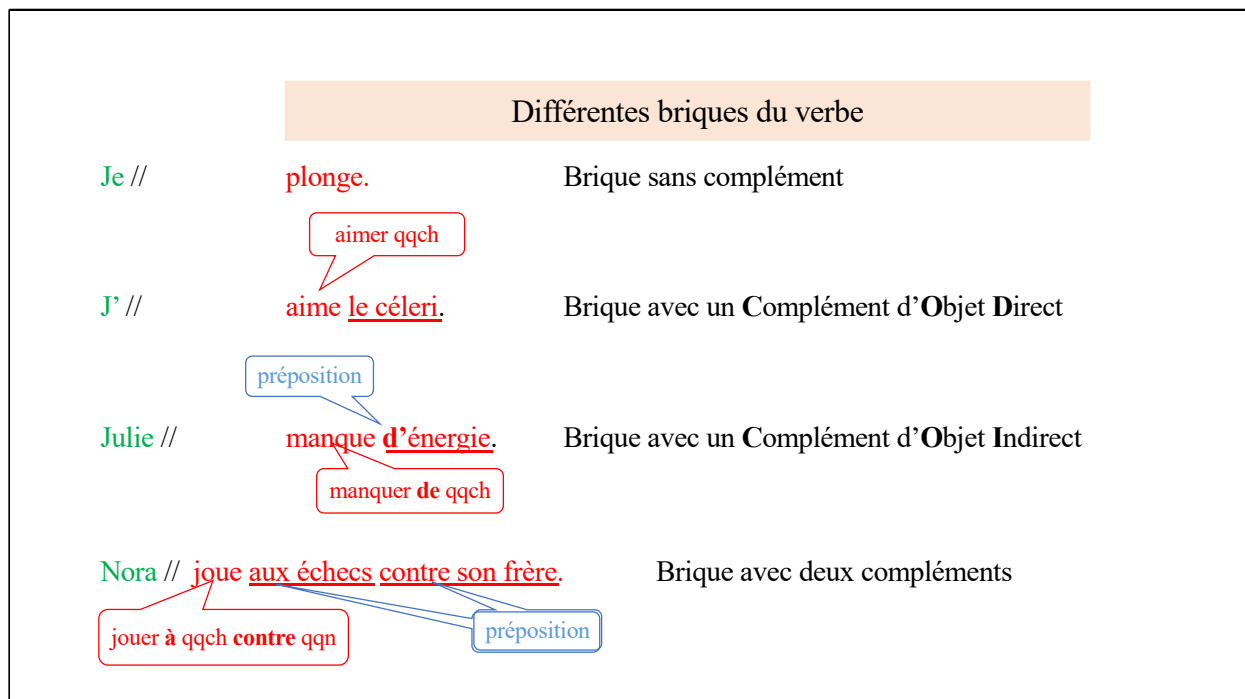 Différentes briques du verbe
Je // plonge. Brique sans complément
aimer qqch
J’ // aime le céleri. Brique avec un Complément d’Objet Direct
préposition
Julie // manque d’énergie. Brique avec un Complément d’Objet Indirect
manquer de qqch
Nora // joue aux échecs contre son frère. Brique avec deux compléments
jouer à qqch contre qqn
préposition